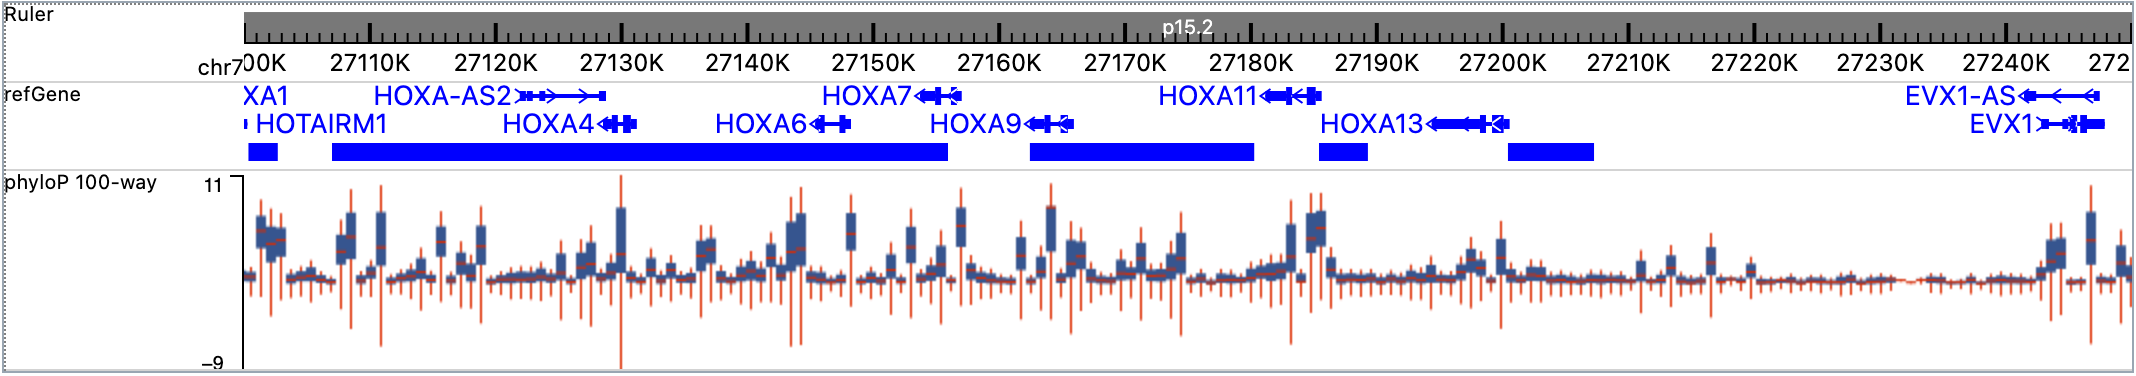 Ruler
p15.2
chr7 00K 27110K 27120K 27130K 27140K 27150K 27160K 27170K 27180K 27190K 27200K 27210K 27220K 27230K 27240K 272
refGene
XA1 HOXA-AS2 HOXA7 HOXA11 EVX1-AS
HOTAIRM1 HOXA4 HOXA6 HOXA9 HOXA13 EVX1
phyloP 100-way
11
−9